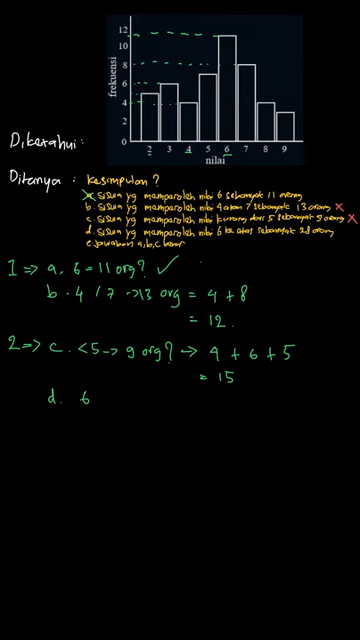 frekuensi
12
10
8
6
4
2
0
2 3 4 5 6 7 8 9
nilai
Diketahui:
Ditanya : Kesimpulan ?
a. siswa yg memperoleh nilai 6 sebanyak 11 orang
b. siswa yg memperoleh nilai 4 atau 7 sebanyak 13 orang ×
c. siswa yg memperoleh nilai kurang dari 5 sebanyak 9 orang ×
d. siswa yg memperoleh nilai 6 ke atas sebanyak 28 orang
e. jawaban a, b, c benar
1 => a. 6 = 11 org? ✓
b. 4 / 7 -> 13 org = 4 + 8
= 12.
2 => c. <5 -> 9 org? -> 4 + 6 + 5
= 15
d. 6